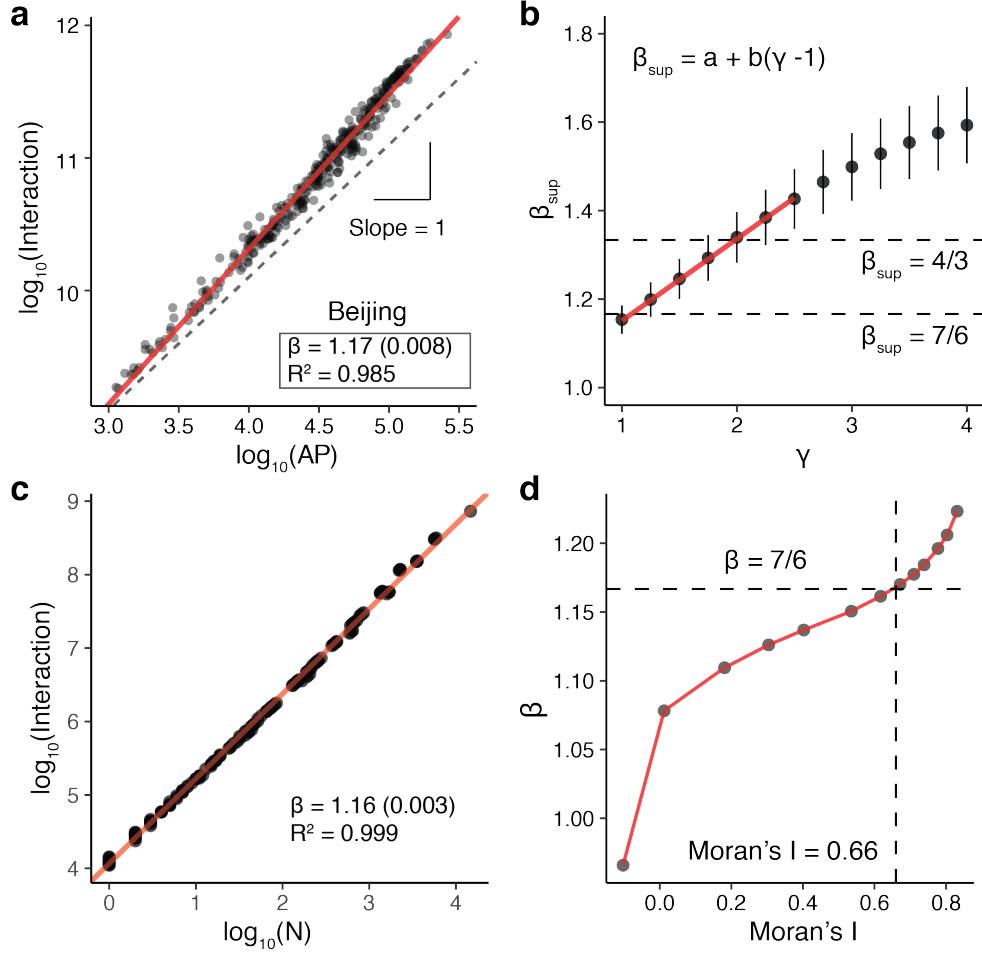 a
12
11
10
log10(Interaction)
Slope = 1
Beijing
β = 1.17 (0.008)
R² = 0.985
3.0 3.5 4.0 4.5 5.0 5.5
log10(AP)
b
βsup = a + b(γ -1)
1.8
1.6
1.4
1.2
1.0
βsup
βsup = 4/3
βsup = 7/6
1 2 3 4
γ
c
9
8
7
6
5
4
log10(Interaction)
β = 1.16 (0.003)
R² = 0.999
0 1 2 3 4
log10(N)
d
β = 7/6
1.20
1.15
1.10
1.05
1.00
β
Moran's I = 0.66
0.0 0.2 0.4 0.6 0.8
Moran's I